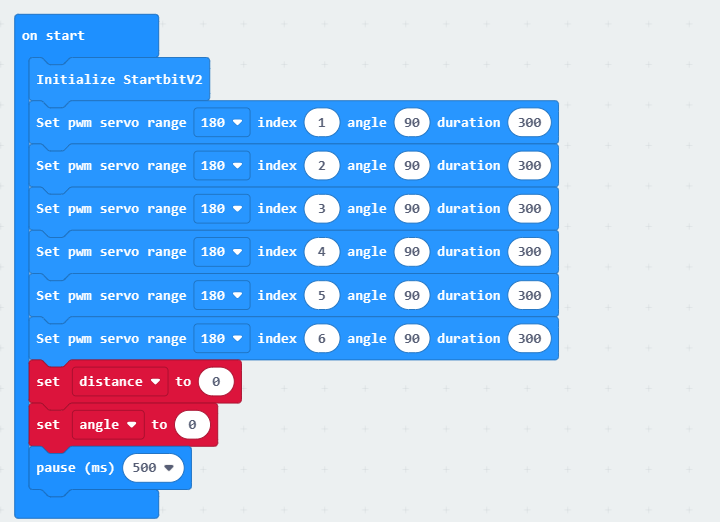 on start
Initialize StartbitV2
Set pwm servo range 180 index 1 angle 90 duration 300
Set pwm servo range 180 index 2 angle 90 duration 300
Set pwm servo range 180 index 3 angle 90 duration 300
Set pwm servo range 180 index 4 angle 90 duration 300
Set pwm servo range 180 index 5 angle 90 duration 300
Set pwm servo range 180 index 6 angle 90 duration 300
set distance to 0
set angle to 0
pause (ms) 500